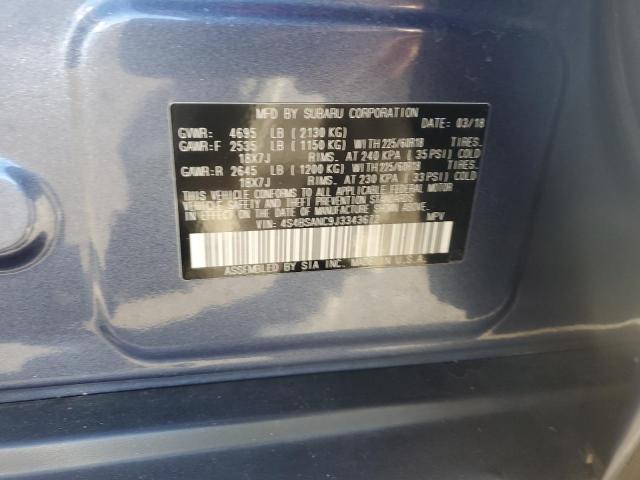 MFD BY SUBARU CORPORATION
DATE: 03/18
GVWR: 4695 LB ( 2130 KG)
GAWR:F 2535 LB ( 1150 KG) WITH 225/60R18 TIRES.
18X7J RIMS. AT 240 KPA ( 35 PSI) COLD
GAWR:R 2645 LB ( 1200 KG) WITH 225/60R18 TIRES.
18X7J RIMS. AT 230 KPA ( 33 PSI) COLD
THIS VEHICLE CONFORMS TO ALL APPLICABLE FEDERAL MOTOR
VEHICLE SAFETY, BUMPER, AND THEFT PREVENTION STANDARDS
IN EFFECT ON THE DATE OF MANUFACTURE SHOWN ABOVE.
VIN: MPV
ASSEMBLED BY SIA INC. U.S.A.